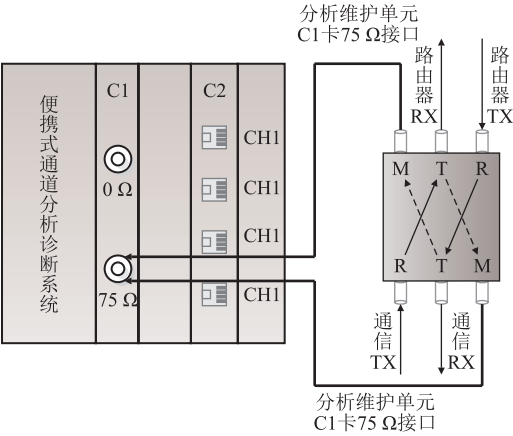 分析维护单元
C1卡75 Ω接口
路由器
RX
路由器
TX
便携式通道分析诊断系统
C1
C2
0 Ω
75 Ω
CH1
CH1
CH1
CH1
M T R
R T M
通信
TX
通信
RX
分析维护单元
C1卡75 Ω接口